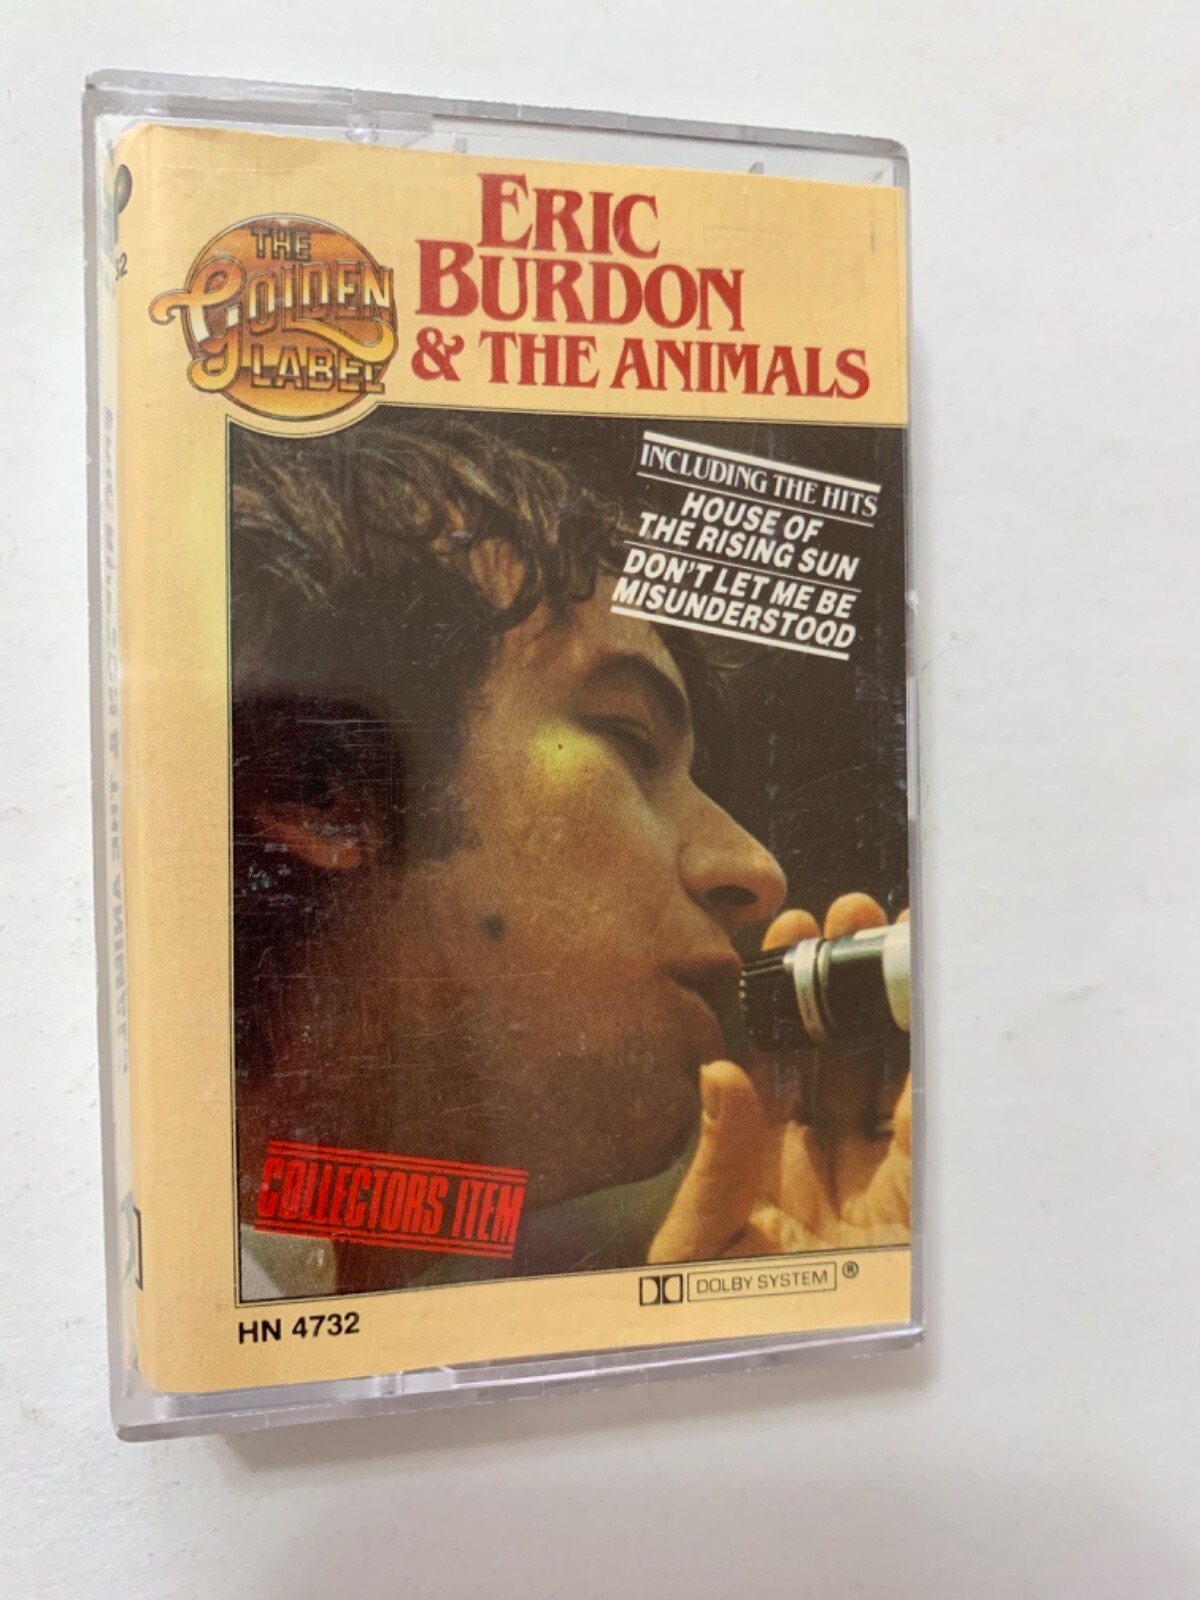 THE
GOLDEN
LABEL
ERIC
BURDON
& THE ANIMALS
INCLUDING THE HITS
HOUSE OF
THE RISING SUN
DON'T LET ME BE
MISUNDERSTOOD
COLLECTORS ITEM
DOLBY SYSTEM ®
HN 4732
32